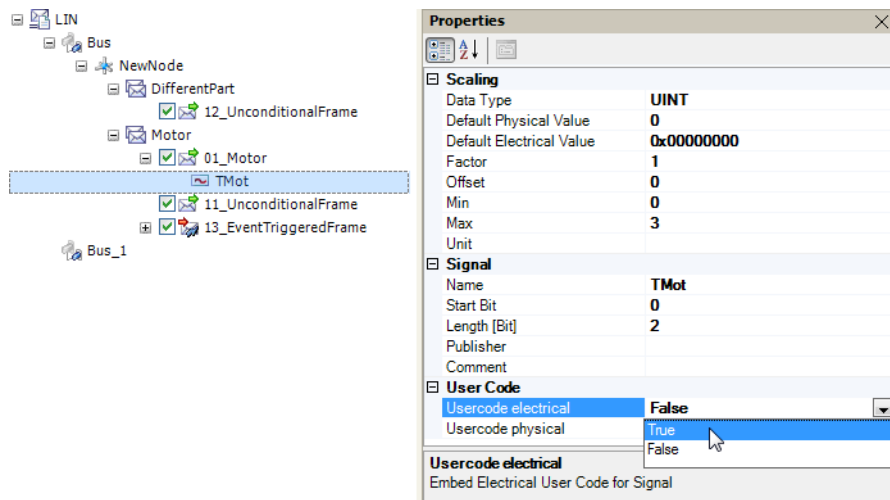 LIN
Bus
NewNode
DifferentPart
12_UnconditionalFrame
Motor
01_Motor
TMot
11_UnconditionalFrame
13_EventTriggeredFrame
Bus_1
Properties
Scaling
Data Type UINT
Default Physical Value 0
Default Electrical Value 0x00000000
Factor 1
Offset 0
Min 0
Max 3
Unit
Signal
Name TMot
Start Bit 0
Length [Bit] 2
Publisher
Comment
User Code
Usercode electrical False
Usercode physical True
False
Usercode electrical
Embed Electrical User Code for Signal